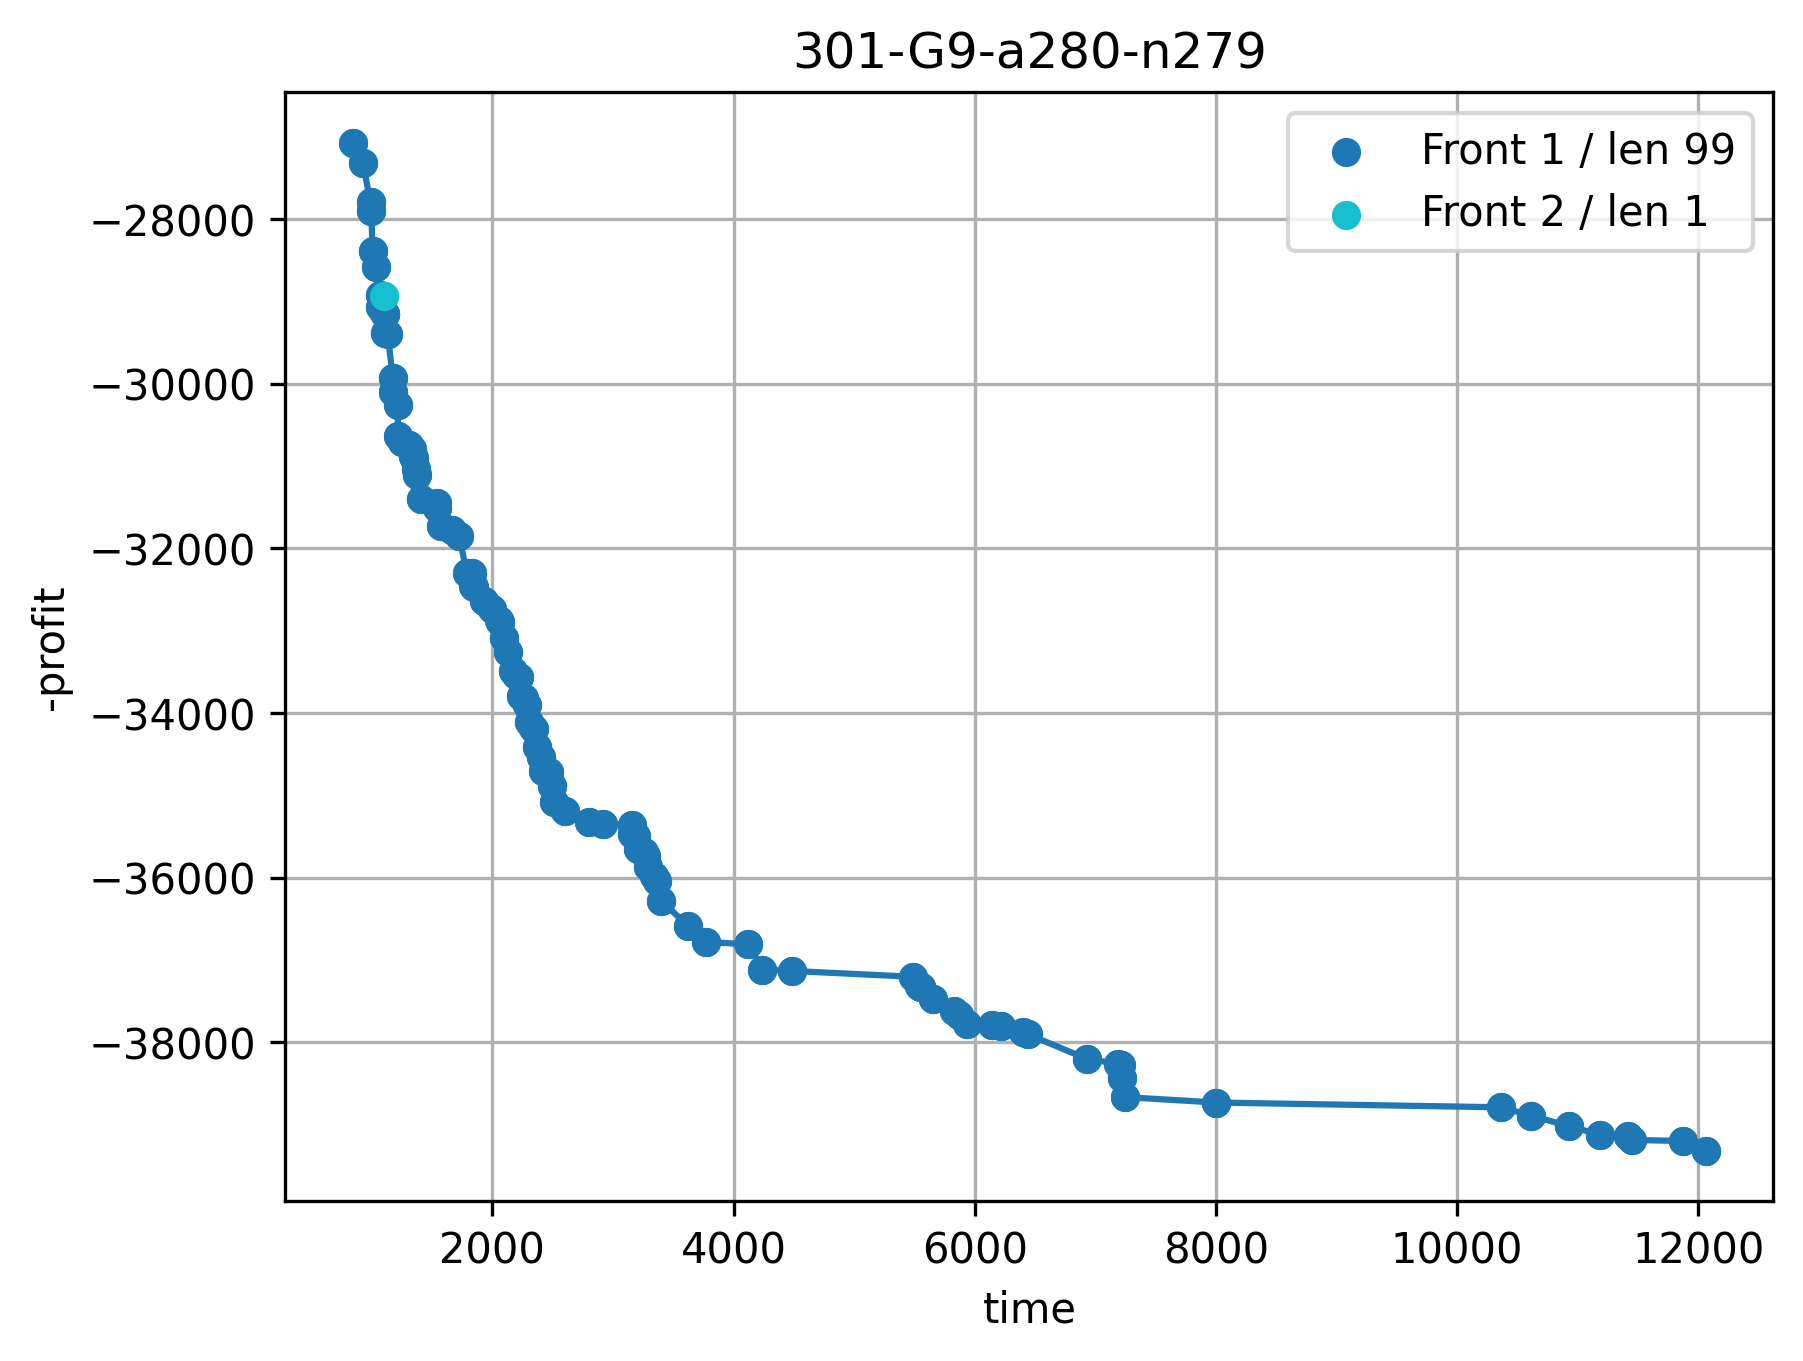 301-G9-a280-n279
Front 1 / len 99
Front 2 / len 1
−28000
−30000
−32000
−34000
−36000
−38000
-profit
2000 4000 6000 8000 10000 12000
time